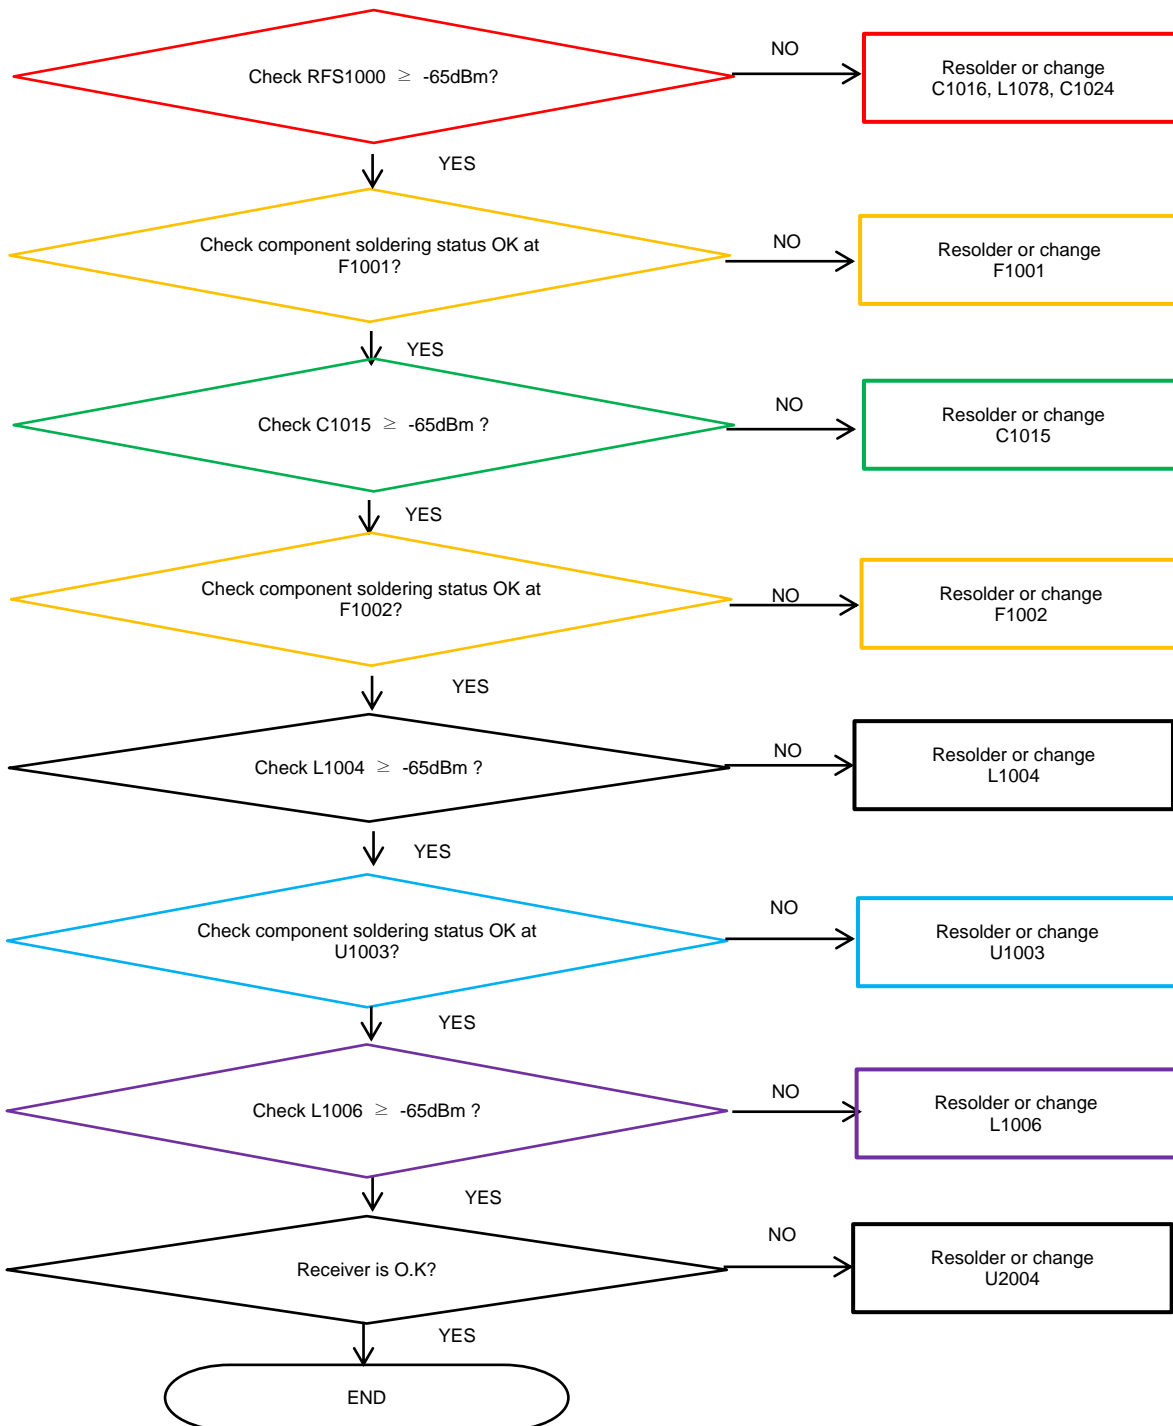 Check RFS1000 ≥ -65dBm?
NO
Resolder or change
C1016, L1078, C1024
YES
Check component soldering status OK at
F1001?
NO
Resolder or change
F1001
YES
Check C1015 ≥ -65dBm ?
NO
Resolder or change
C1015
YES
Check component soldering status OK at
F1002?
NO
Resolder or change
F1002
YES
Check L1004 ≥ -65dBm ?
NO
Resolder or change
L1004
YES
Check component soldering status OK at
U1003?
NO
Resolder or change
U1003
YES
Check L1006 ≥ -65dBm ?
NO
Resolder or change
L1006
YES
Receiver is O.K?
NO
Resolder or change
U2004
YES
END